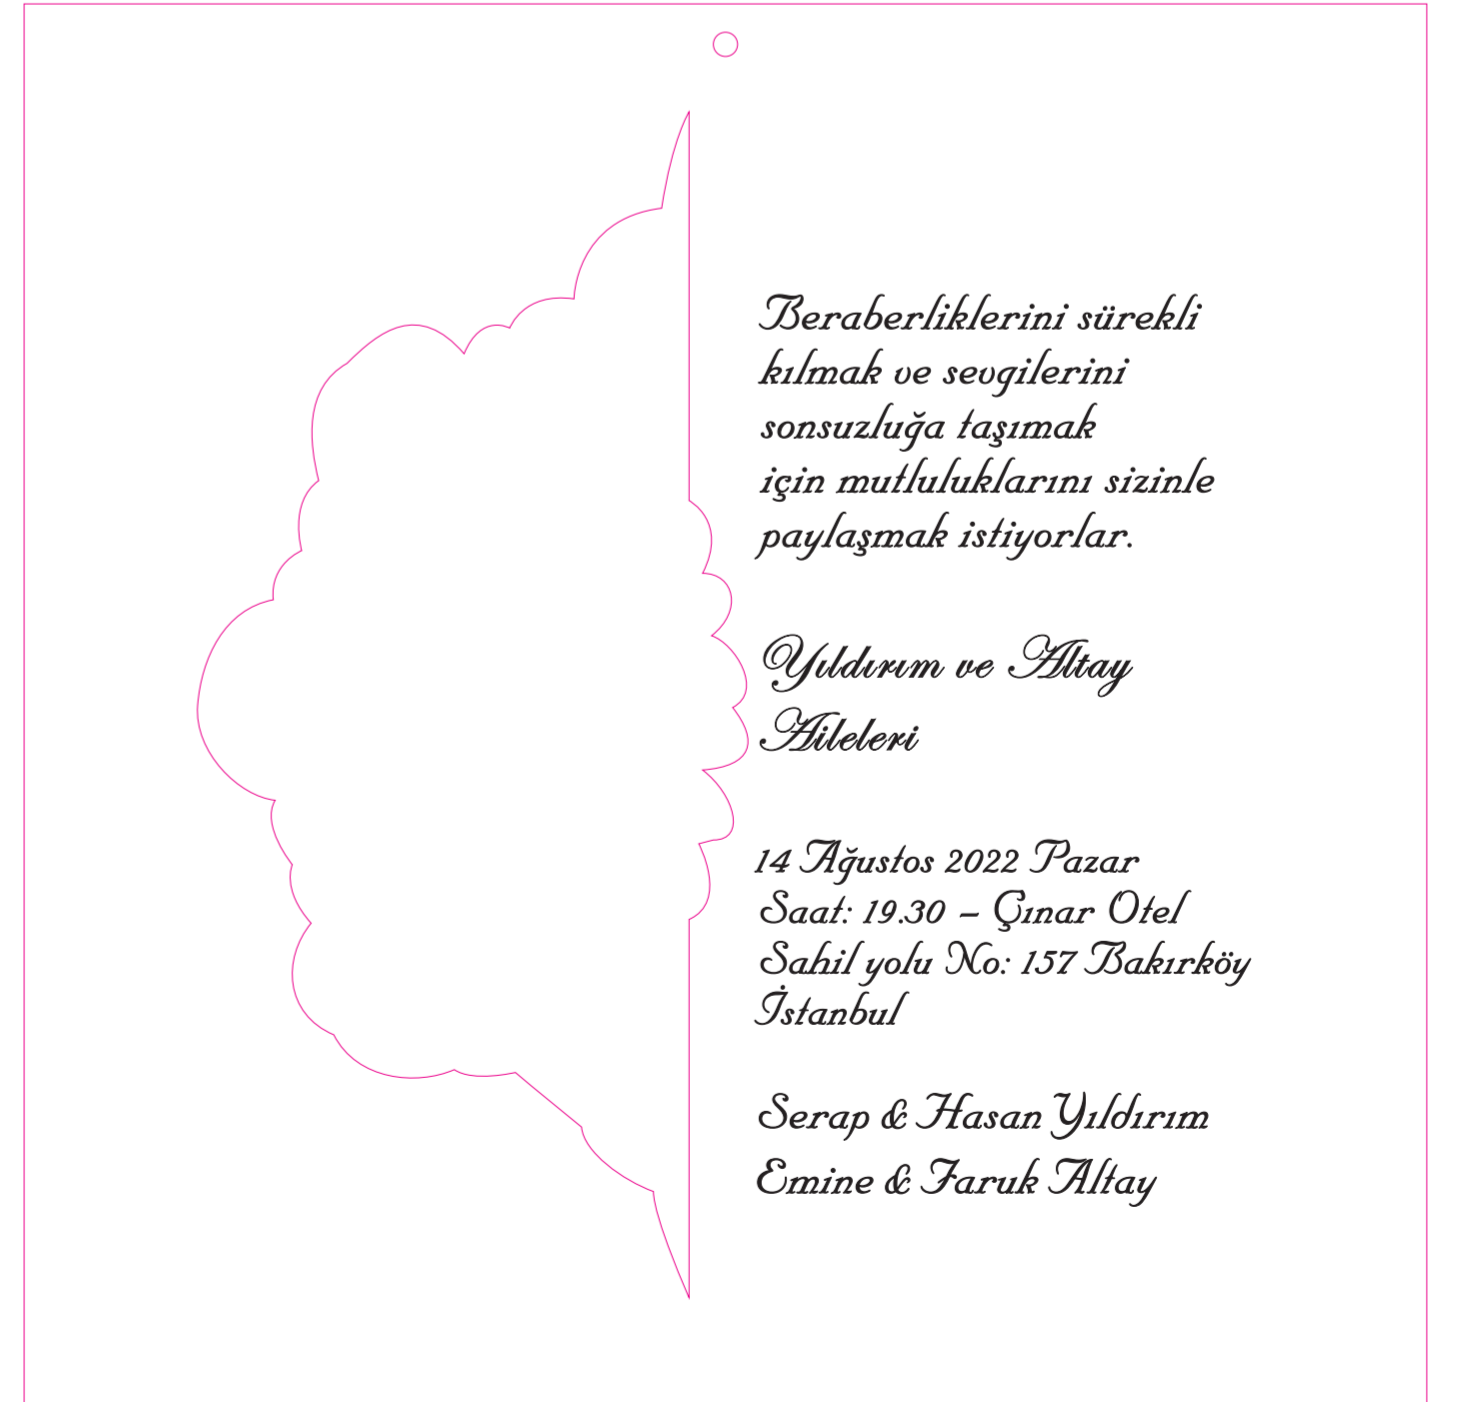 Beraberliklerini sürekli
kılmak ve sevgilerini
sonsuzluğa taşımak
için mutluluklarını sizinle
paylaşmak istiyorlar.
Yıldırım ve Altay
Aileleri
14 Ağustos 2022 Pazar
Saat: 19.30 – Çınar Otel
Sahil yolu No: 157 Bakırköy
İstanbul
Serap & Hasan Yıldırım
Emine & Faruk Altay